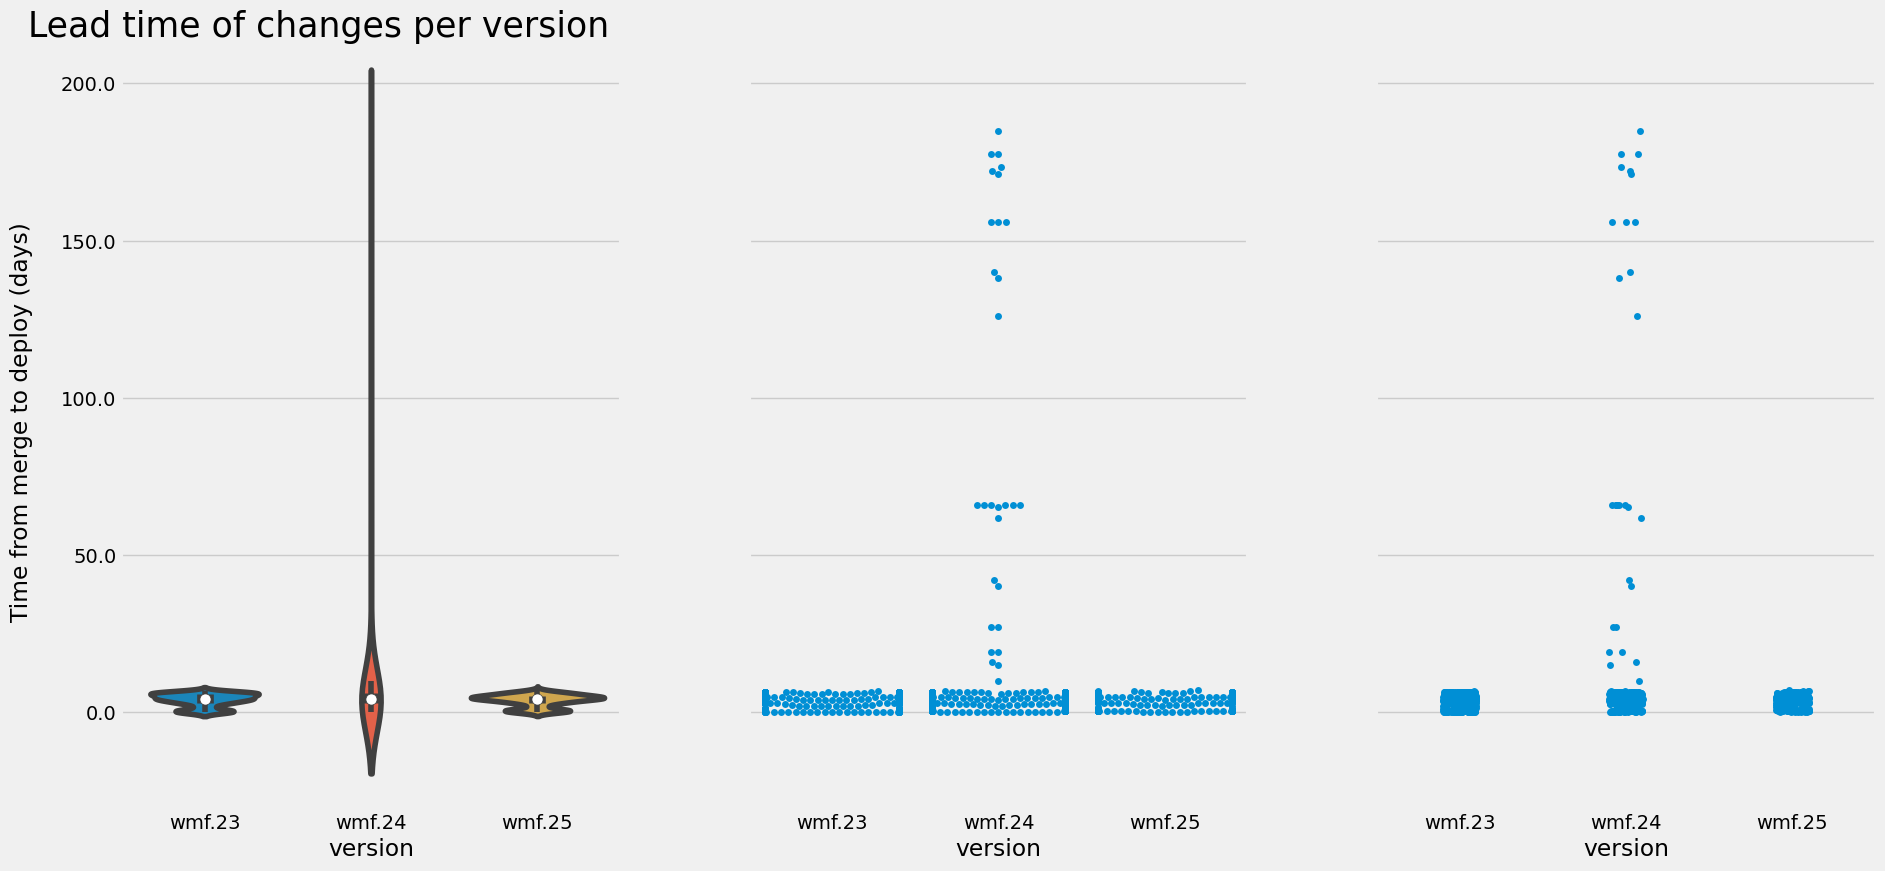 Lead time of changes per version
Time from merge to deploy (days)
200.0
150.0
100.0
50.0
0.0
wmf.23 wmf.24 wmf.25
version
wmf.23 wmf.24 wmf.25
version
wmf.23 wmf.24 wmf.25
version